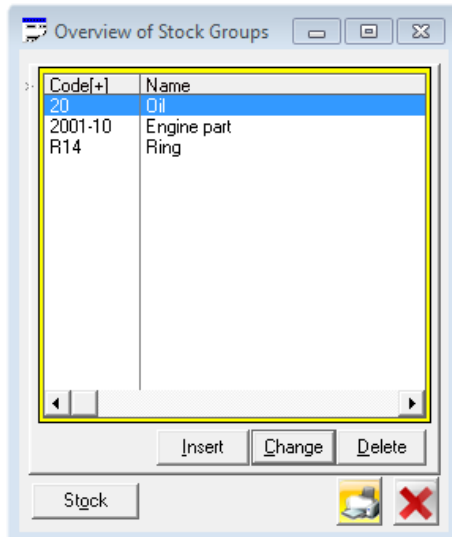 Overview of Stock Groups
Code[+] Name
20 Oil
2001-10 Engine part
R14 Ring
Insert Change Delete
Stock